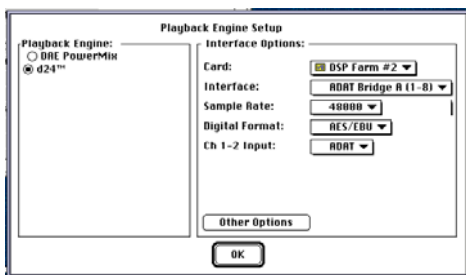 Playback Engine Setup
Playback Engine:
DAE PowerMix
d24™
Interface Options:
Card: DSP Farm #2
Interface: ADAT Bridge A (1-8)
Sample Rate: 48000
Digital Format: AES/EBU
Ch 1-2 Input: ADAT
Other Options
OK